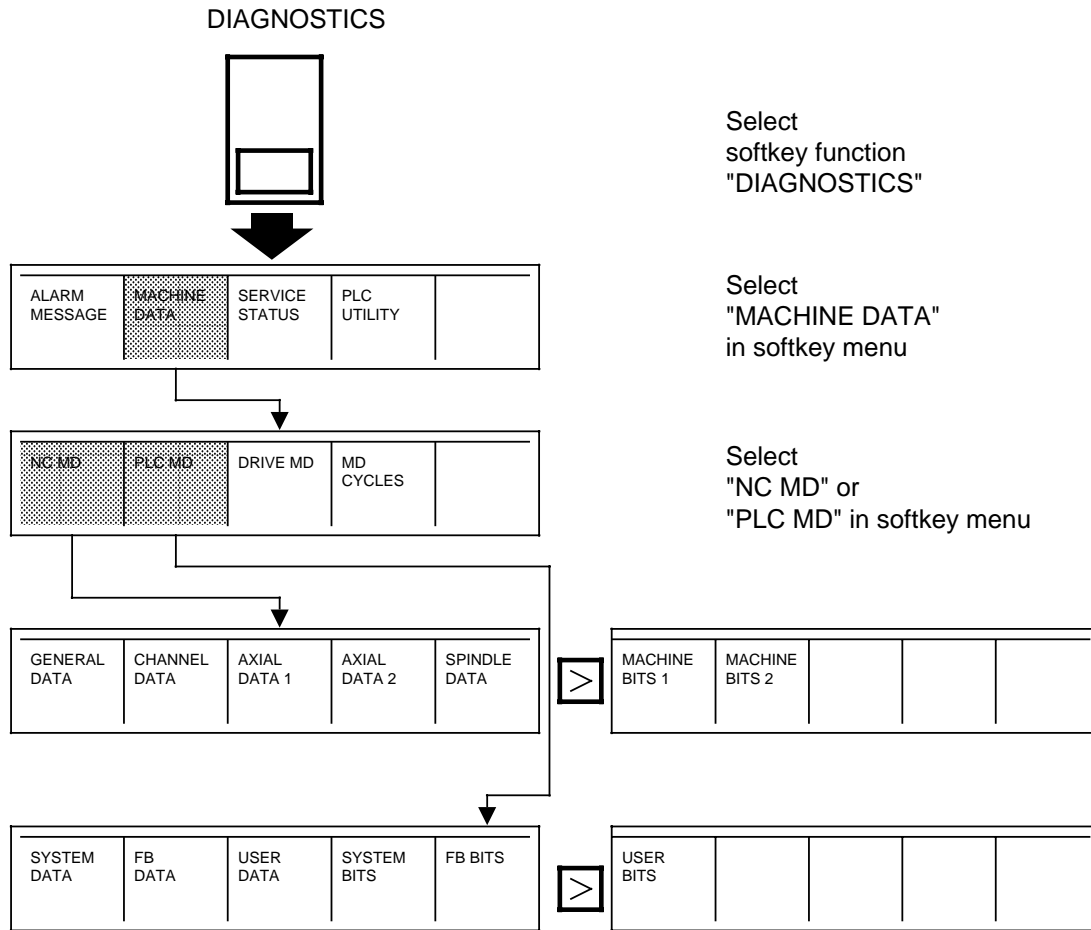 DIAGNOSTICS
Select
softkey function
"DIAGNOSTICS"
ALARM
MESSAGE
MACHINE
DATA
SERVICE
STATUS
PLC
UTILITY
Select
"MACHINE DATA"
in softkey menu
NC MD
PLC MD
DRIVE MD
MD
CYCLES
Select
"NC MD" or
"PLC MD" in softkey menu
GENERAL
DATA
CHANNEL
DATA
AXIAL
DATA 1
AXIAL
DATA 2
SPINDLE
DATA
>
MACHINE
BITS 1
MACHINE
BITS 2
SYSTEM
DATA
FB
DATA
USER
DATA
SYSTEM
BITS
FB BITS
>
USER
BITS